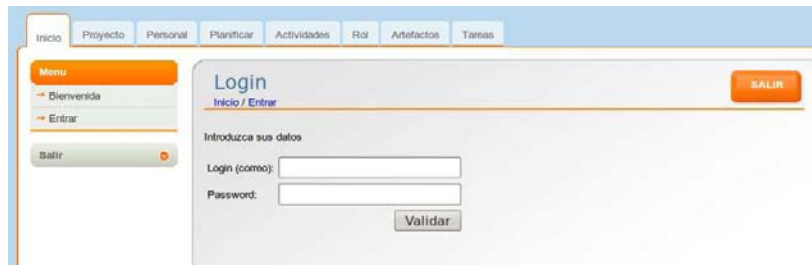 Inicio Proyecto Personal Planificar Actividades Rol Artefactos Tareas
Menu
Bienvenida
Entrar
Salir
Login
Inicio / Entrar
SALIR
Introduzca sus datos
Login (correo):
Password:
Validar